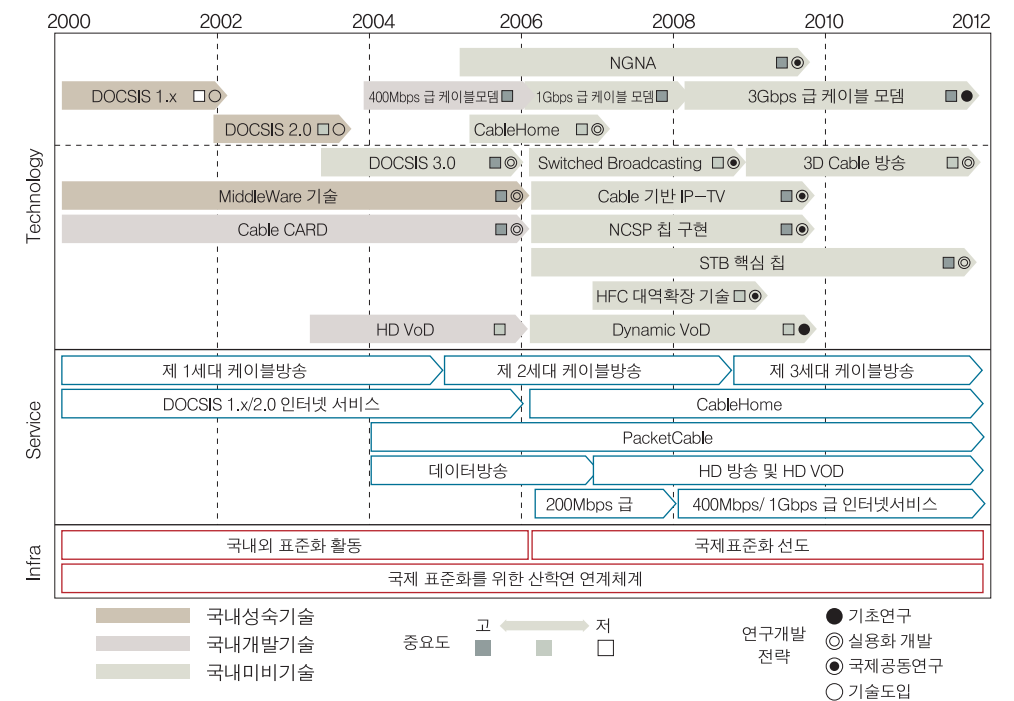 2000 2002 2004 2006 2008 2010 2012
Technology
NGNA
DOCSIS 1.x 400Mbps 급 케이블모뎀 1Gbps 급 케이블 모뎀 3Gbps 급 케이블 모뎀
DOCSIS 2.0 CableHome
DOCSIS 3.0 Switched Broadcasting 3D Cable 방송
MiddleWare 기술 Cable 기반 IP-TV
Cable CARD NCSP 칩 구현
STB 핵심 칩
HFC 대역확장 기술
HD VoD Dynamic VoD
Service
제 1세대 케이블방송 제 2세대 케이블방송 제 3세대 케이블방송
DOCSIS 1.x/2.0 인터넷 서비스 CableHome
PacketCable
데이터방송 HD 방송 및 HD VOD
200Mbps 급 400Mbps/ 1Gbps 급 인터넷서비스
Infra
국내외 표준화 활동 국제표준화 선도
국제 표준화를 위한 산학연 연계체계
국내성숙기술
국내개발기술
국내미비기술
중요도
고 저
연구개발
전략
기초연구
실용화 개발
국제공동연구
기술도입